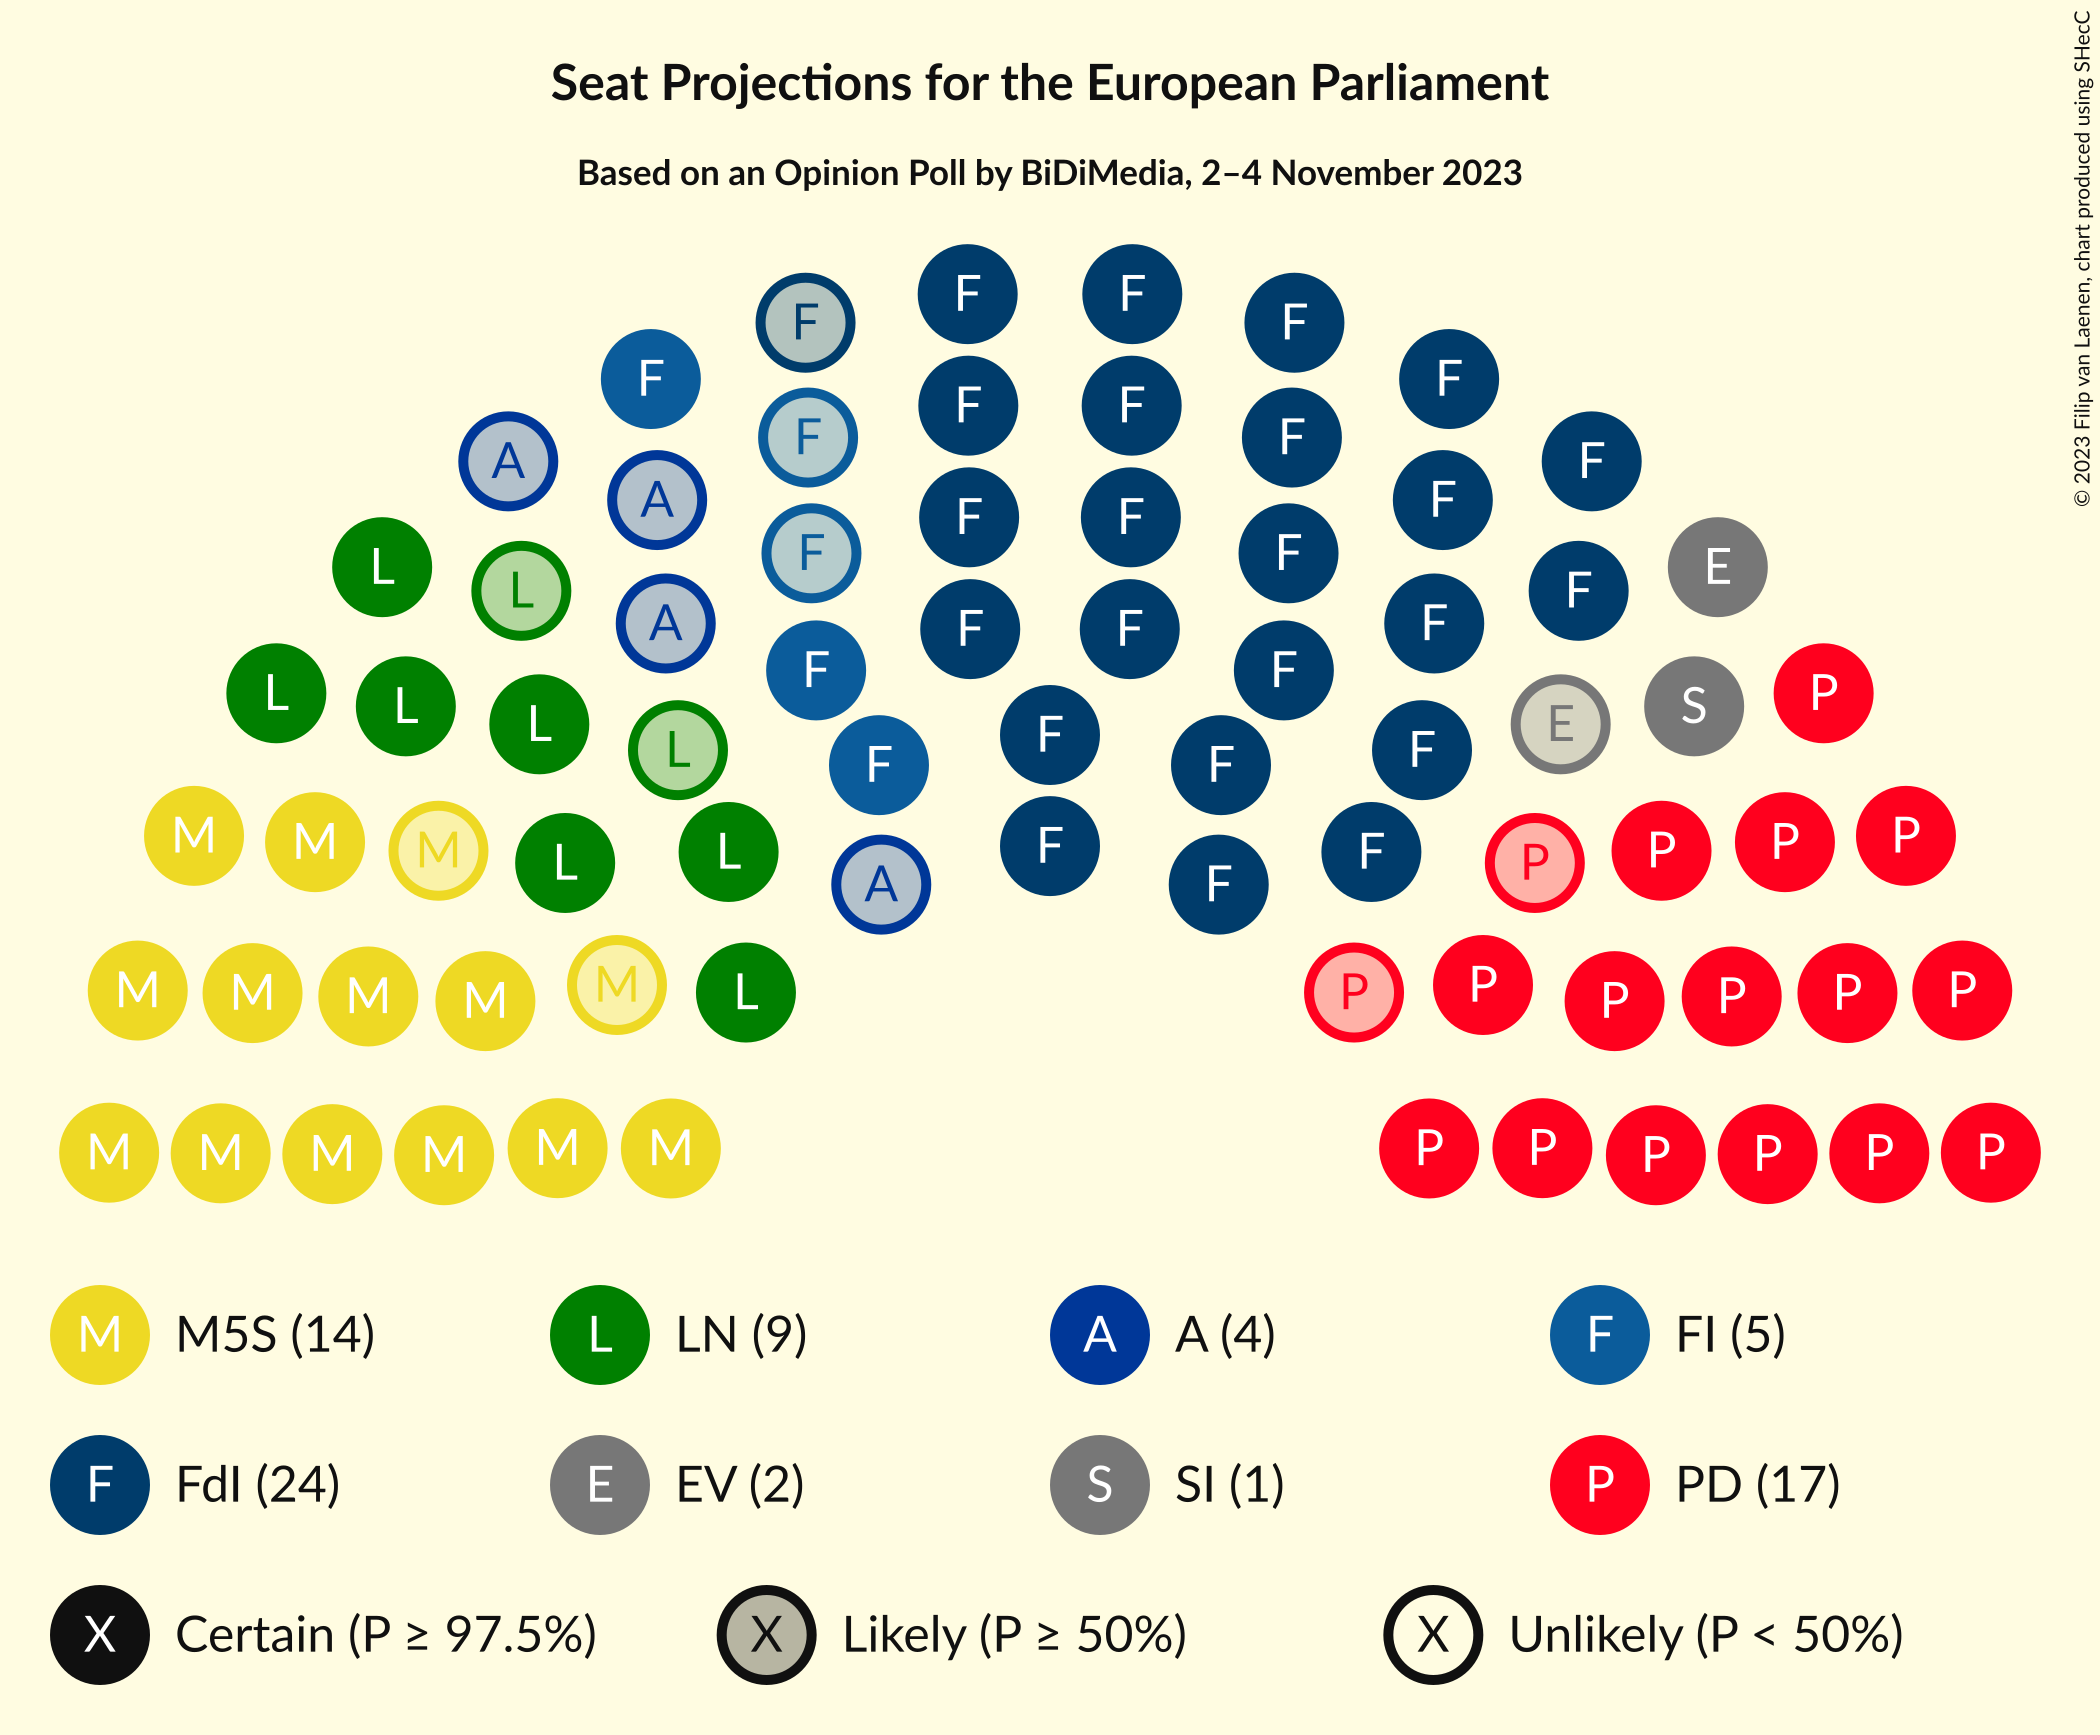 Seat Projections for the European Parliament
Based on an Opinion Poll by BiDiMedia, 2–4 November 2023
© 2023 Filip van Laenen, chart produced using SHecC
F F
F F
F F
F F F
A F
A F F
F F
F F
L E
L L F
A F
F F
L P
L L S
L E
L F
F F
F
M M P P
M L L P P
A F F F
M M M M M L P P P P P P
M M M M M M P P P P P P
M M5S (14) L LN (9) A A (4) F FI (5)
F FdI (24) E EV (2) S SI (1) P PD (17)
X Certain (P ≥ 97.5%) X Likely (P ≥ 50%) X Unlikely (P < 50%)